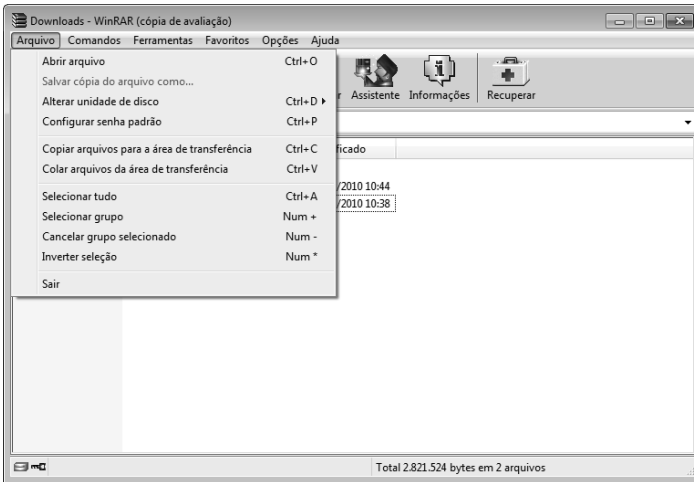 Downloads - WinRAR (cópia de avaliação)
Arquivo Comandos Ferramentas Favoritos Opções Ajuda
Abrir arquivo Ctrl+O
Salvar cópia do arquivo como...
Alterar unidade de disco Ctrl+D
Configurar senha padrão Ctrl+P
Copiar arquivos para a área de transferência Ctrl+C
Colar arquivos da área de transferência Ctrl+V
Selecionar tudo Ctrl+A
Selecionar grupo Num +
Cancelar grupo selecionado Num -
Inverter seleção Num *
Sair
r Assistente Informações Recuperar
ficado
/2010 10:44
/2010 10:38
Total 2.821.524 bytes em 2 arquivos